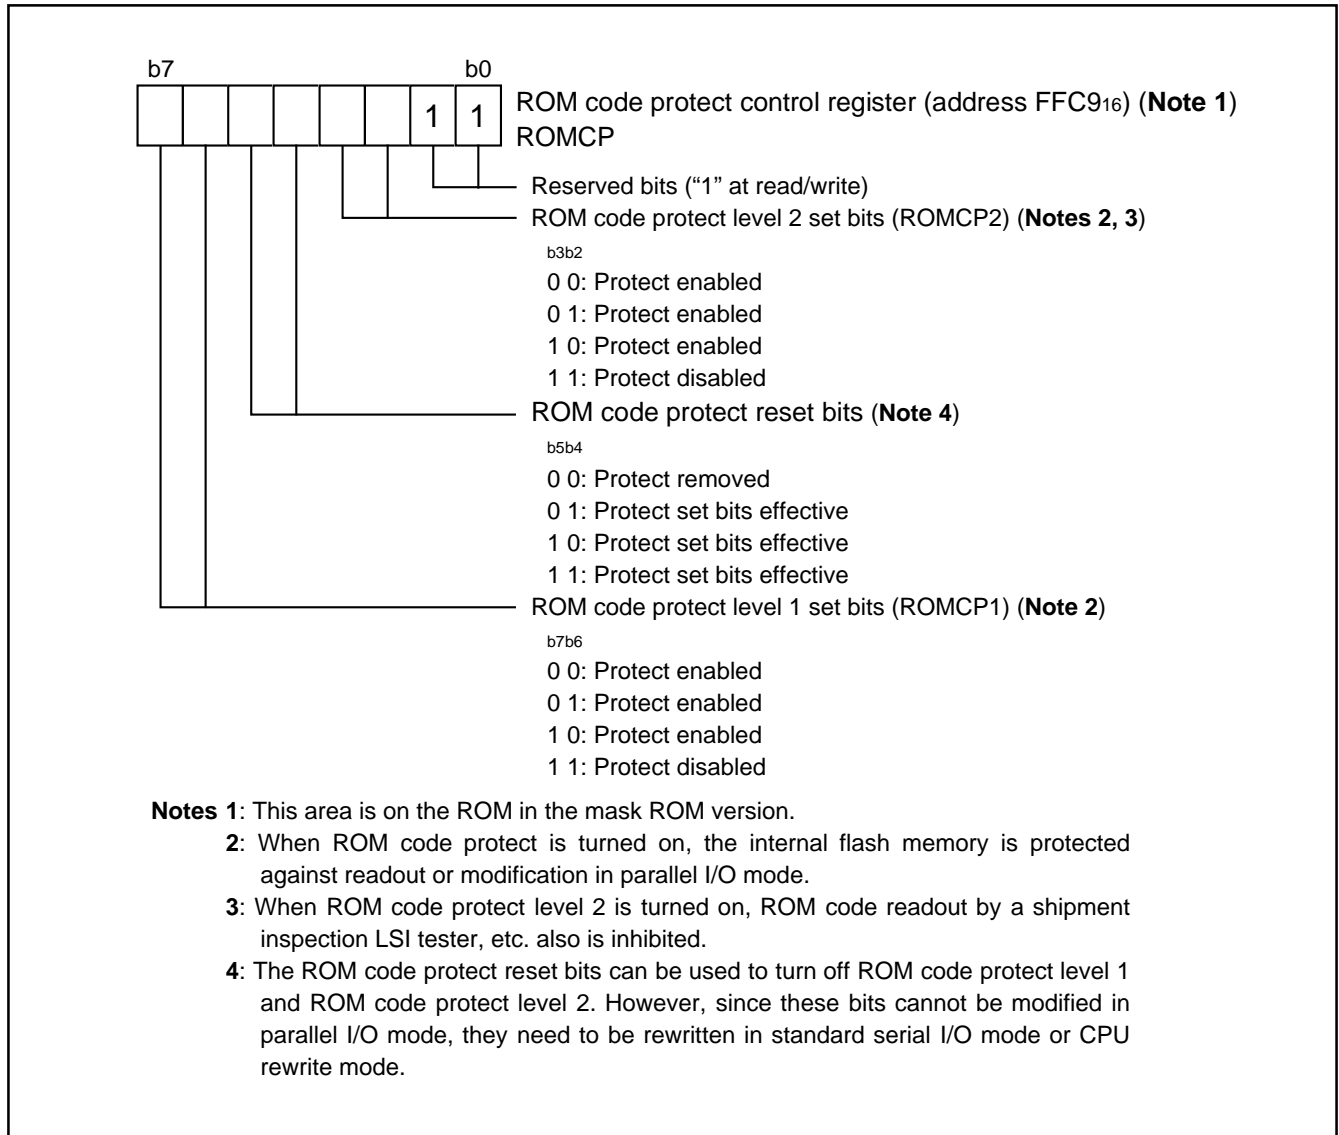 b7 b0
1 1 ROM code protect control register (address FFC916) (Note 1)
ROMCP
Reserved bits (“1” at read/write)
ROM code protect level 2 set bits (ROMCP2) (Notes 2, 3)
b3b2
0 0: Protect enabled
0 1: Protect enabled
1 0: Protect enabled
1 1: Protect disabled
ROM code protect reset bits (Note 4)
b5b4
0 0: Protect removed
0 1: Protect set bits effective
1 0: Protect set bits effective
1 1: Protect set bits effective
ROM code protect level 1 set bits (ROMCP1) (Note 2)
b7b6
0 0: Protect enabled
0 1: Protect enabled
1 0: Protect enabled
1 1: Protect disabled
Notes 1: This area is on the ROM in the mask ROM version.
2: When ROM code protect is turned on, the internal flash memory is protected
against readout or modification in parallel I/O mode.
3: When ROM code protect level 2 is turned on, ROM code readout by a shipment
inspection LSI tester, etc. also is inhibited.
4: The ROM code protect reset bits can be used to turn off ROM code protect level 1
and ROM code protect level 2. However, since these bits cannot be modified in
parallel I/O mode, they need to be rewritten in standard serial I/O mode or CPU
rewrite mode.